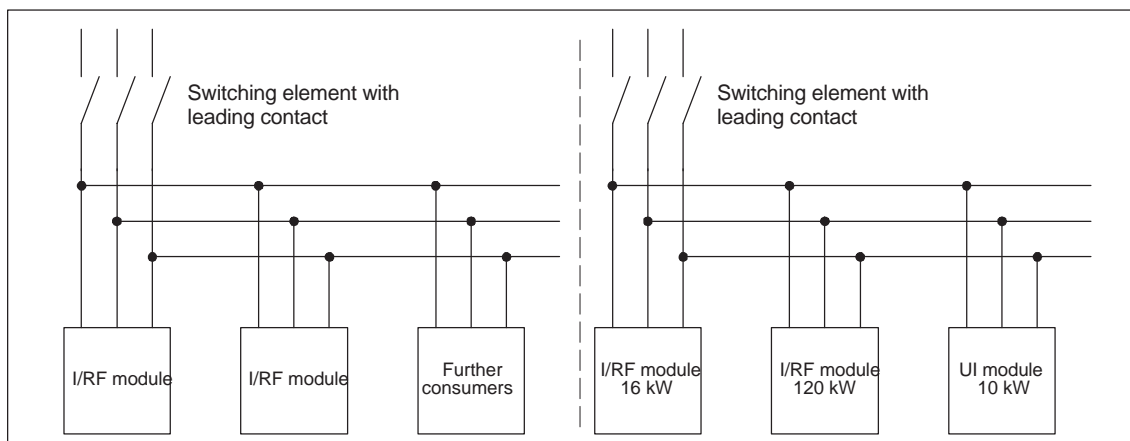 Switching element with
leading contact
I/RF module
I/RF module
Further
consumers
Switching element with
leading contact
I/RF module
16 kW
I/RF module
120 kW
UI module
10 kW